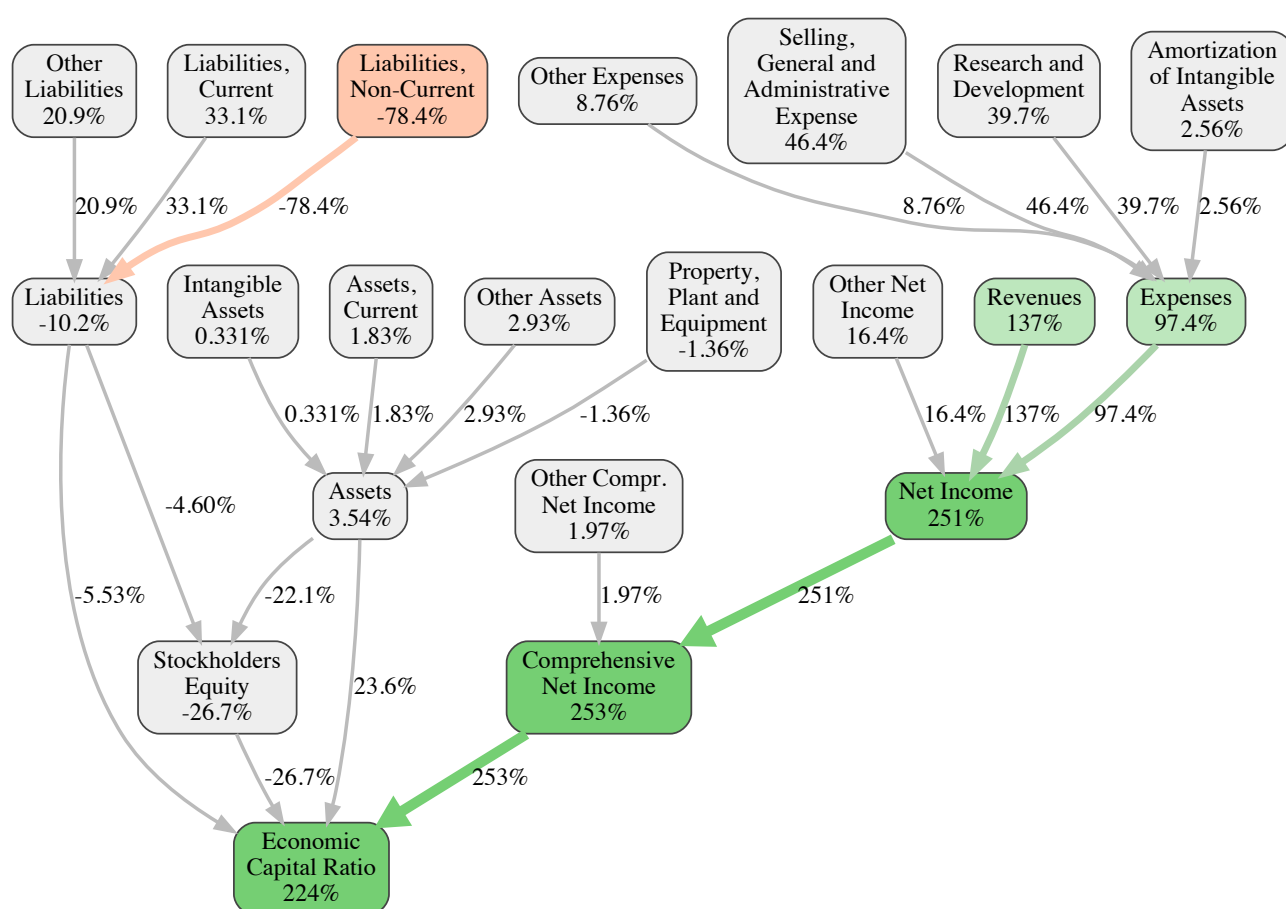 Other
Liabilities
20.9%
Liabilities,
Current
33.1%
Liabilities,
Non-Current
-78.4%
Other Expenses
8.76%
Selling,
General and
Administrative
Expense
46.4%
Research and
Development
39.7%
Amortization
of Intangible
Assets
2.56%
20.9%
33.1%
-78.4%
8.76%
46.4%
39.7%
2.56%
Liabilities
-10.2%
Intangible
Assets
0.331%
Assets,
Current
1.83%
Other Assets
2.93%
Property,
Plant and
Equipment
-1.36%
Other Net
Income
16.4%
Revenues
137%
Expenses
97.4%
0.331%
1.83%
2.93%
-1.36%
16.4%
137%
97.4%
-4.60%
Assets
3.54%
Other Compr.
Net Income
1.97%
Net Income
251%
-5.53%
-22.1%
1.97%
251%
Stockholders
Equity
-26.7%
23.6%
Comprehensive
Net Income
253%
-26.7%
253%
Economic
Capital Ratio
224%